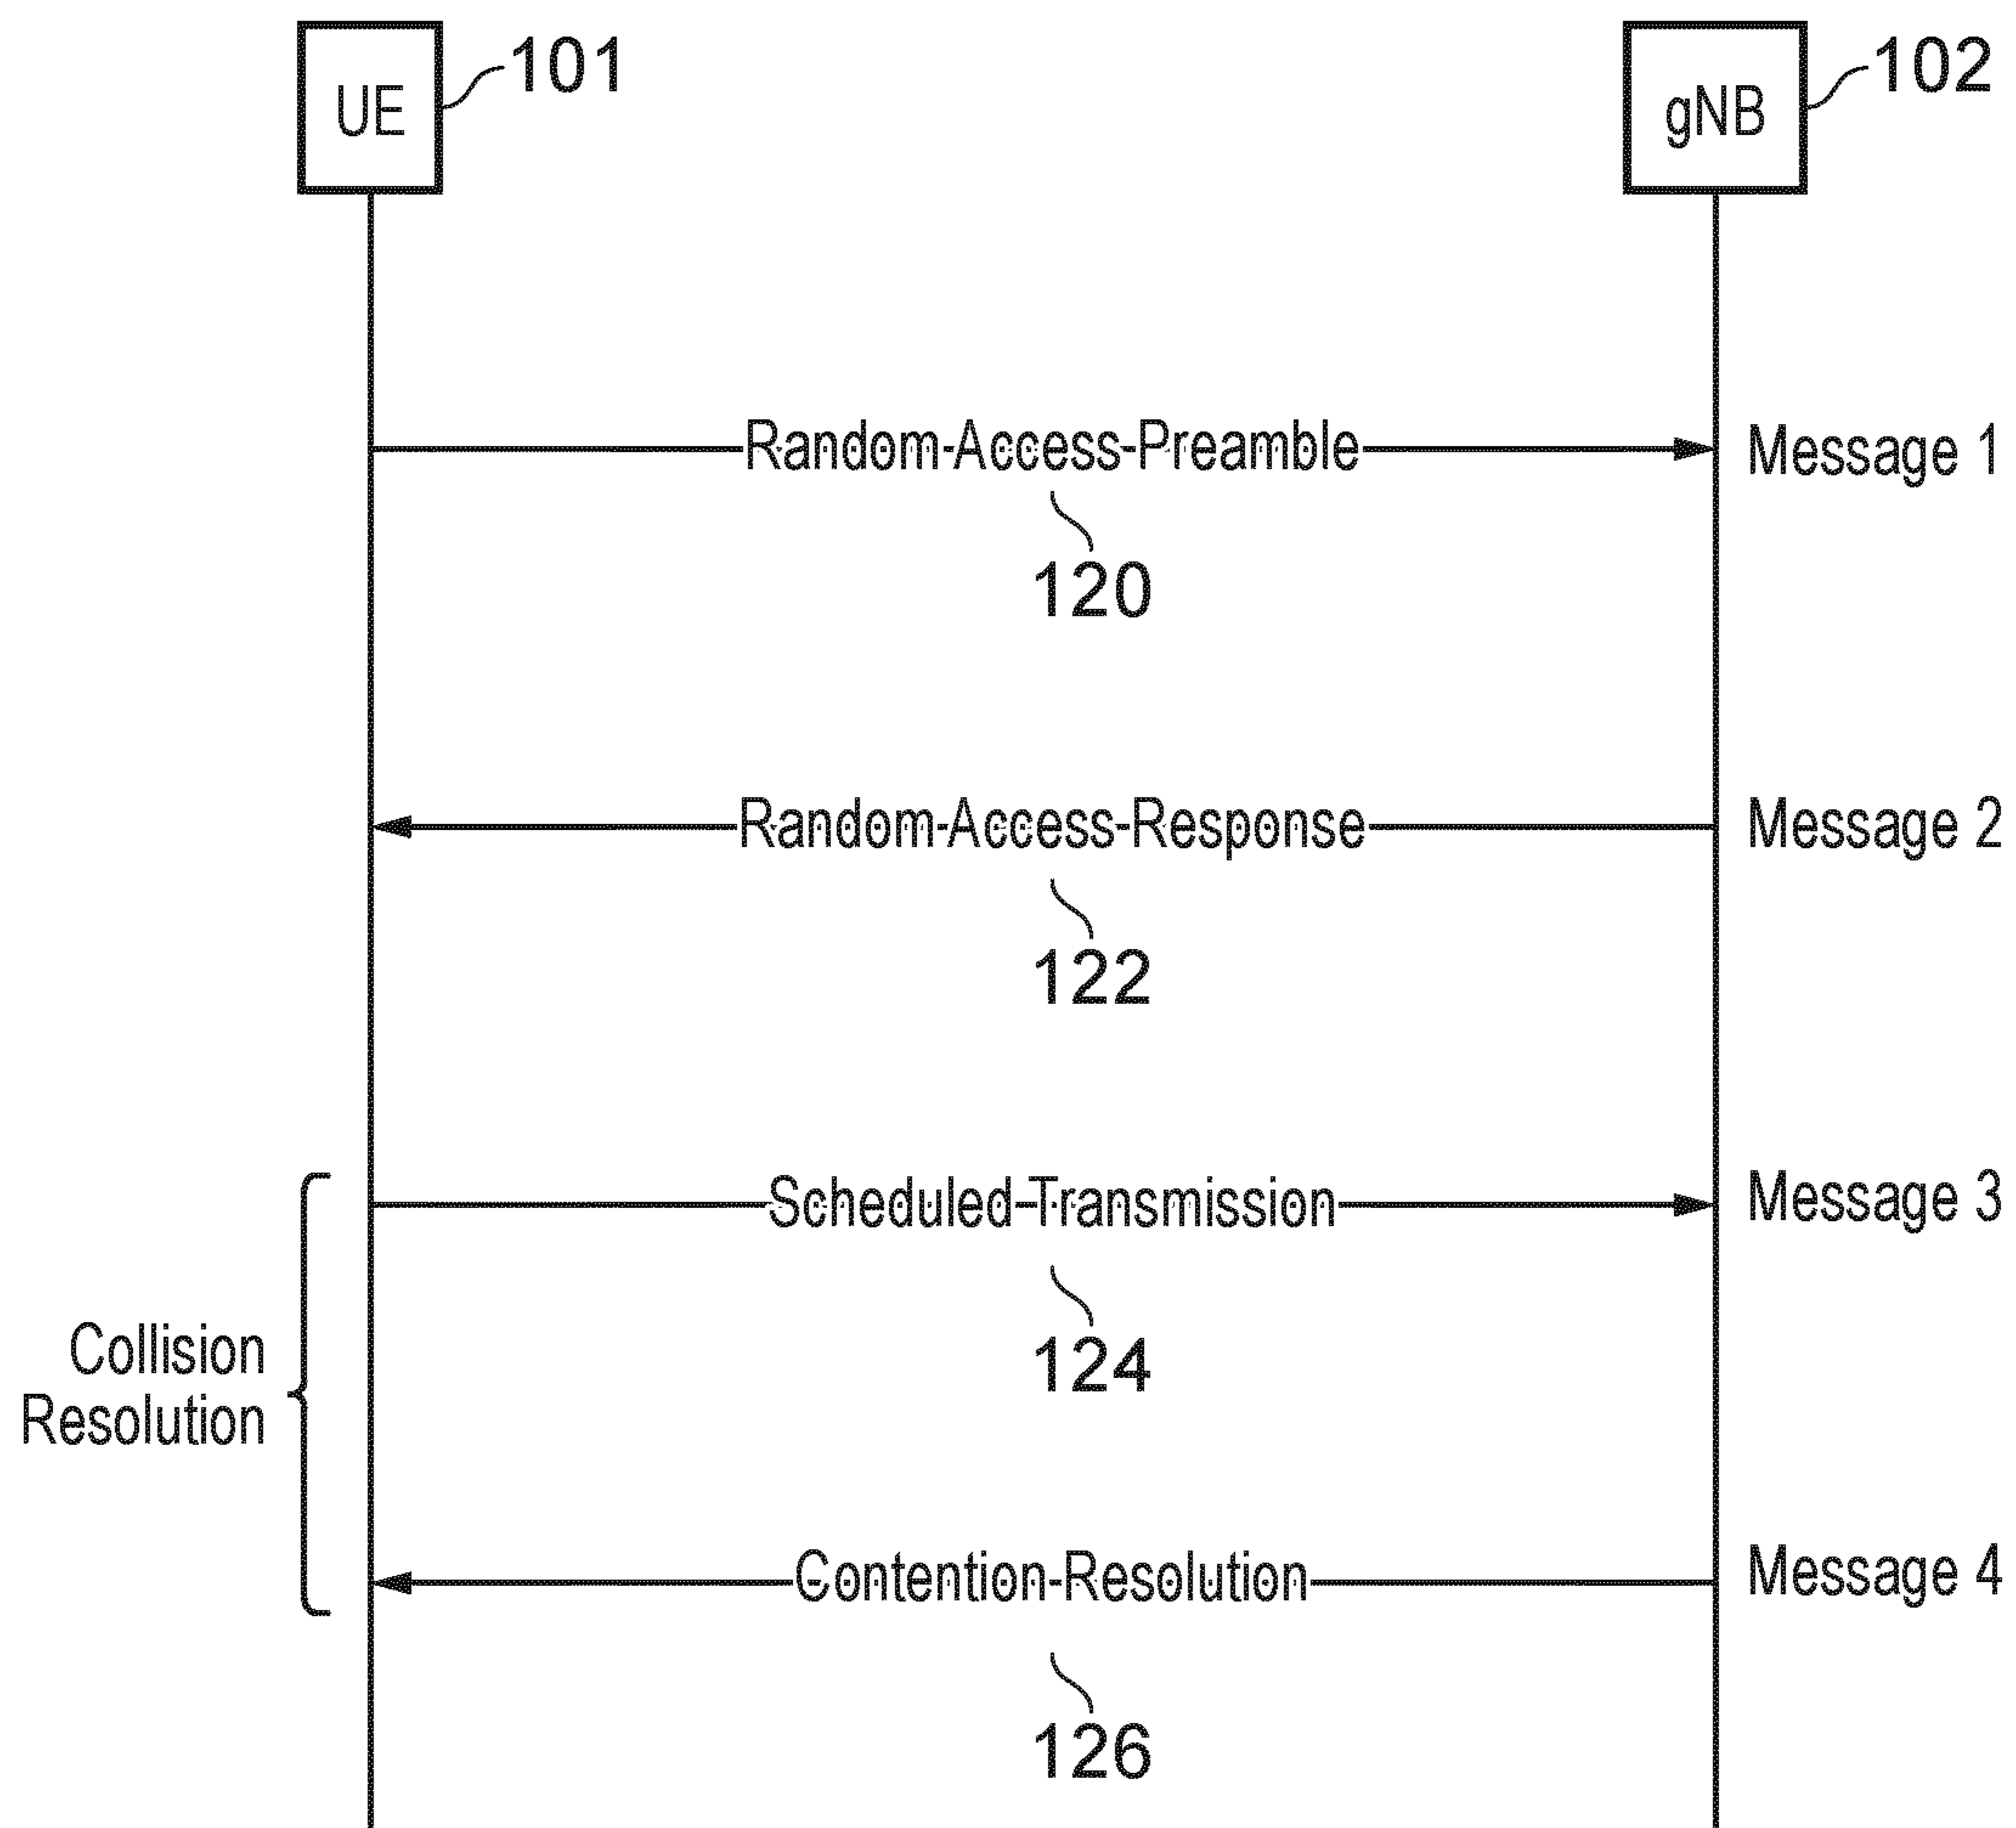 UE
101
gNB
102
Random Access Preamble
Message 1
120
Random Access Response
Message 2
122
Scheduled Transmission
Message 3
124
Collision
Resolution
Contention Resolution
Message 4
126